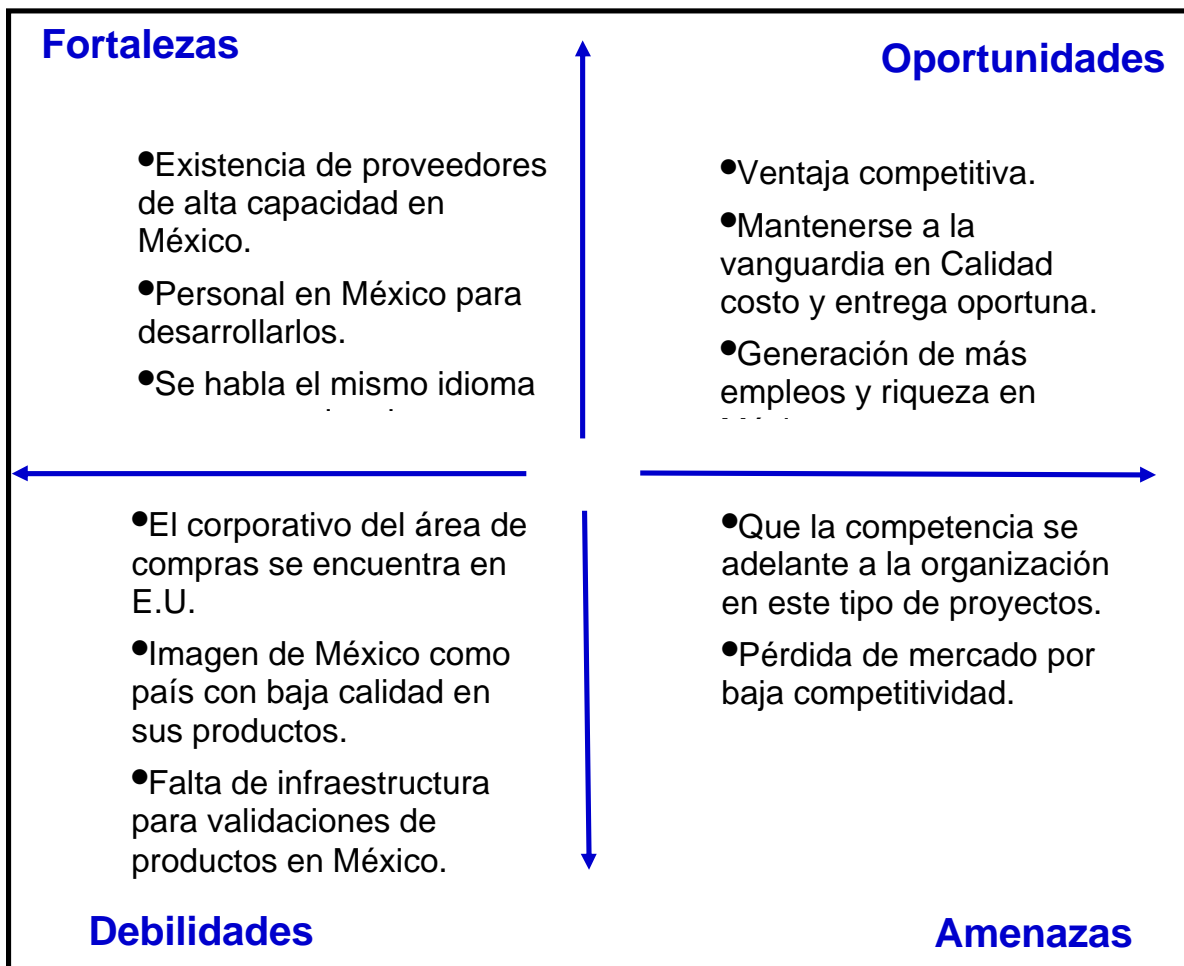 Fortalezas
●Existencia de proveedores
de alta capacidad en
México.
●Personal en México para
desarrollarlos.
●Se habla el mismo idioma
Oportunidades
●Ventaja competitiva.
●Mantenerse a la
vanguardia en Calidad
costo y entrega oportuna.
●Generación de más
empleos y riqueza en
●El corporativo del área de
compras se encuentra en
E.U.
●Imagen de México como
país con baja calidad en
sus productos.
●Falta de infraestructura
para validaciones de
productos en México.
Debilidades
●Que la competencia se
adelante a la organización
en este tipo de proyectos.
●Pérdida de mercado por
baja competitividad.
Amenazas